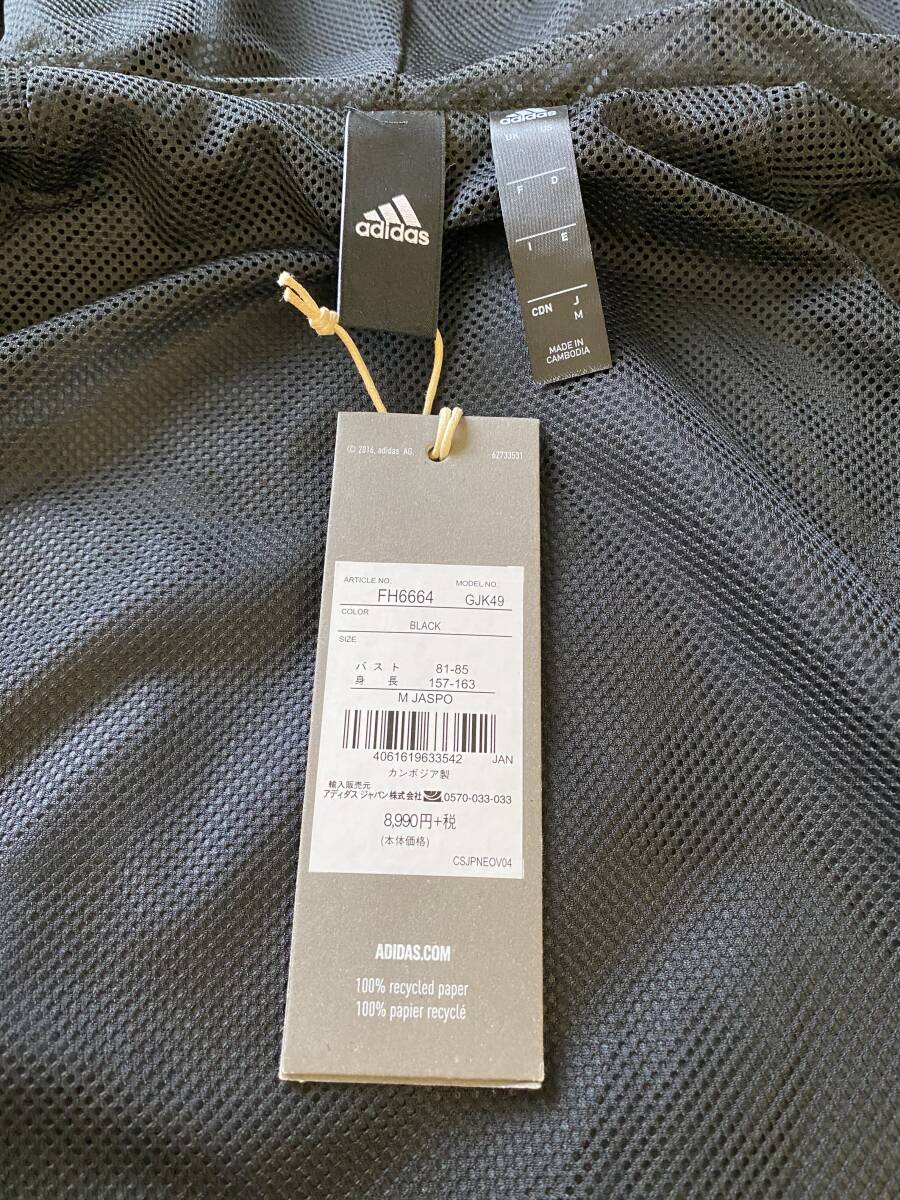 adidas
adidas
UK US
F D
I E
CDN J
M
MADE IN
CAMBODIA
© 2016, adidas AG. 62733531
ARTICLE NO. MODEL NO.
FH6664 GJK49
COLOR
BLACK
SIZE
バスト 81-85
身長 157-163
M JASPO
4061619633542 JAN
カンボジア製
輸入販売元
アディダス ジャパン株式会社 0570-033-033
8,990円+税
(本体価格)
CSJPNEOV04
ADIDAS.COM
100% recycled paper
100% papier recyclé